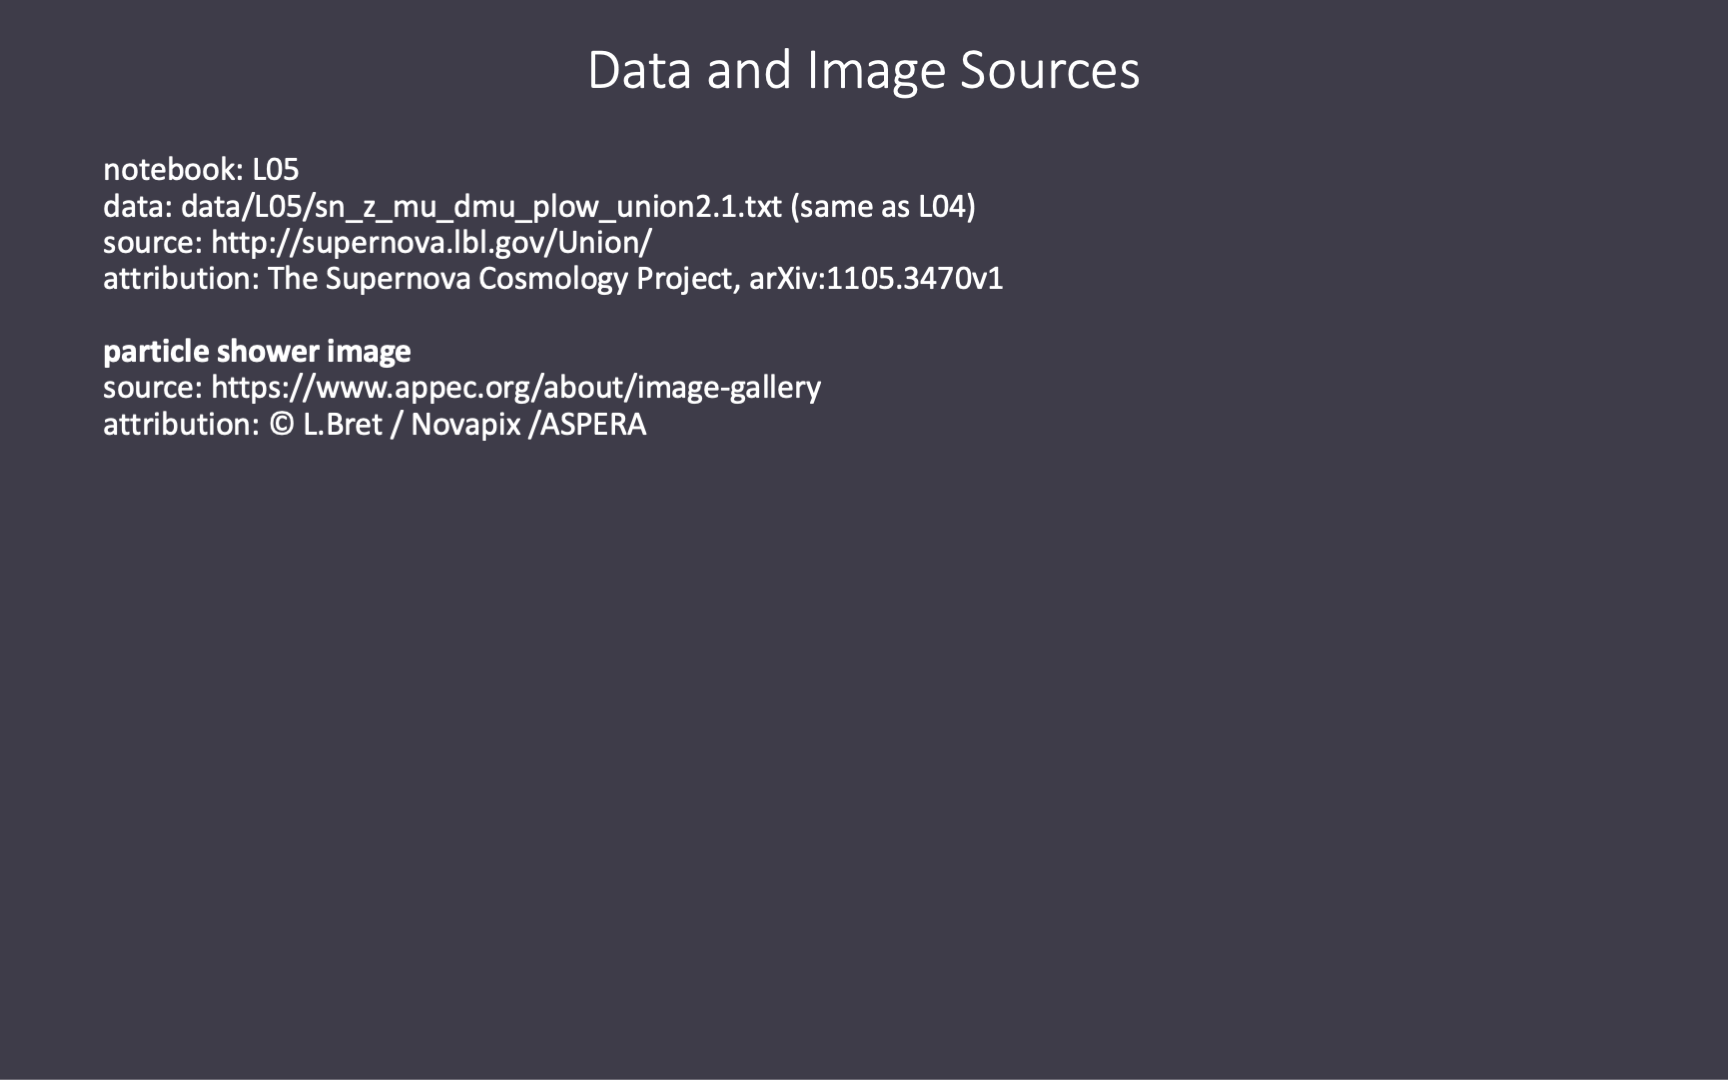 Data and Image Sources
notebook: L05
data: data/L05/sn_z_mu_dmu_plow_union2.1.txt (same as L04)
source: http://supernova.lbl.gov/Union/
attribution: The Supernova Cosmology Project, arXiv:1105.3470v1
particle shower image
source: https://www.appec.org/about/image-gallery
attribution: © L.Bret / Novapix /ASPERA